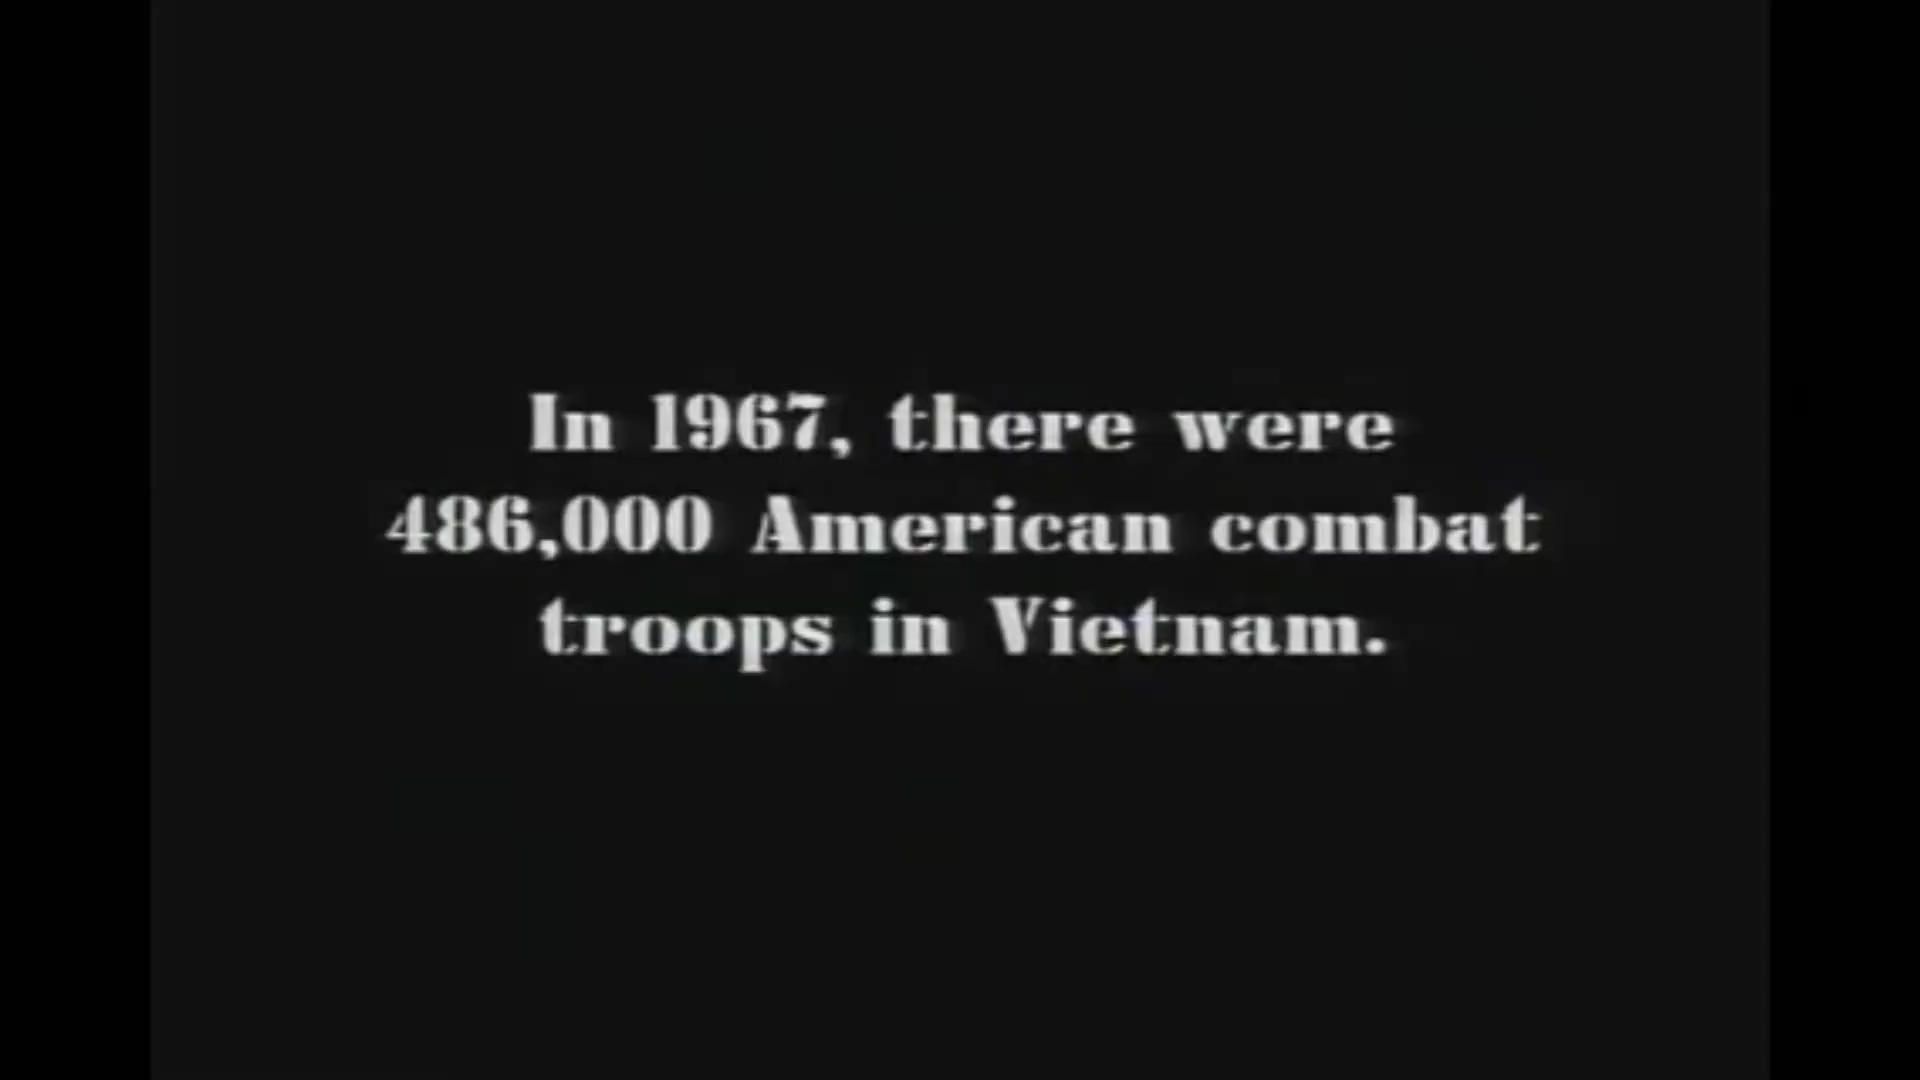 In 1967, there were
486,000 American combat
troops in Vietnam.